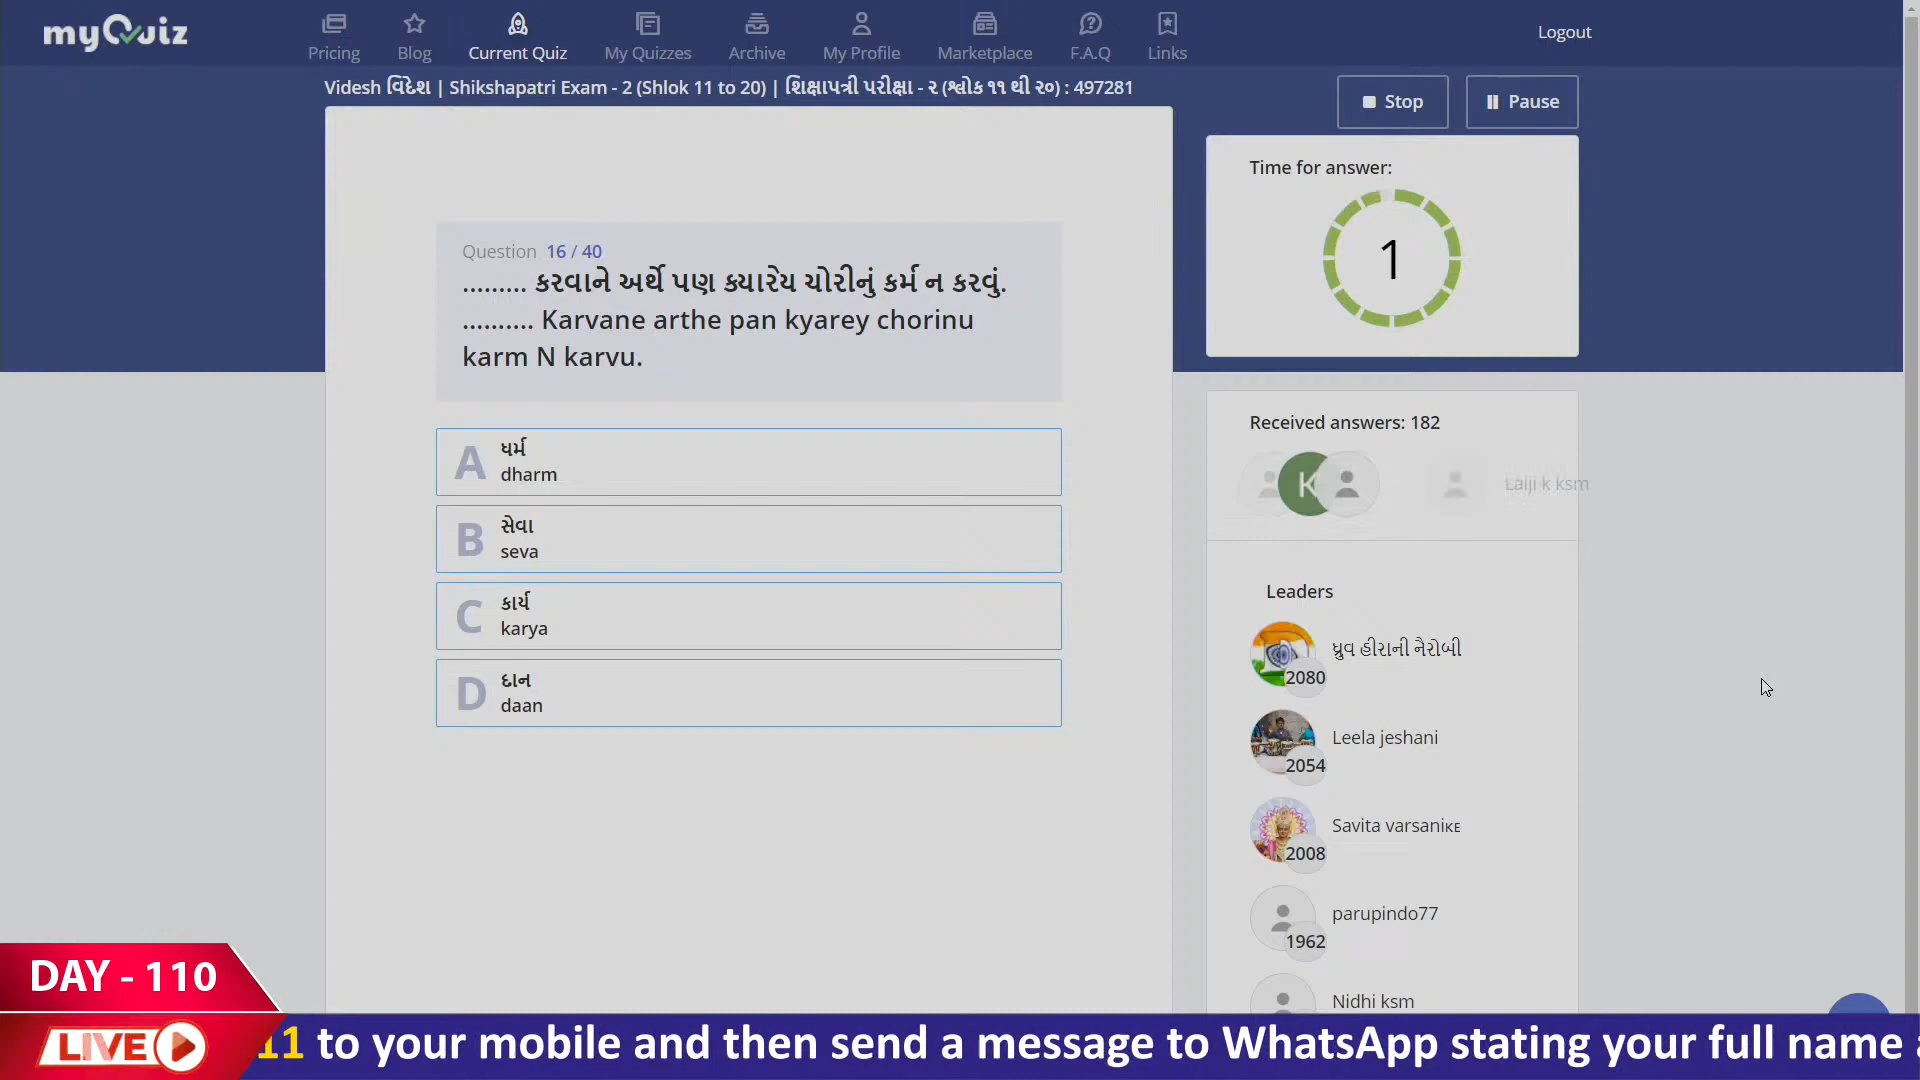 myQuiz
Pricing
Blog
Current Quiz
My Quizzes
Archive
My Profile
Marketplace
F.A.Q
Links
Logout
Videsh વિદેશ | Shikshapatri Exam - 2 (Shlok 11 to 20) | શિક્ષાપત્રી પરીક્ષા - ૨ (શ્લોક ૧૧ થી ૨૦) : 497281
Stop
Pause
Time for answer:
1
Question 16 / 40
......... કરવાને અર્થે પણ ક્યારેય ચોરીનું કર્મ ન કરવું.
.......... Karvane arthe pan kyarey chorinu
karm N karvu.
A
ધર્મ
dharm
B
સેવા
seva
C
કાર્ય
karya
D
દાન
daan
Received answers: 182
K
Lalji k ksm
Leaders
ધ્રુવ હીરાની નૈરોબી
2080
Leela jeshani
2054
Savita varsaniᴋᴇ
2008
parupindo77
1962
Nidhi ksm
DAY - 110
LIVE
11 to your mobile and then send a message to WhatsApp stating your full name